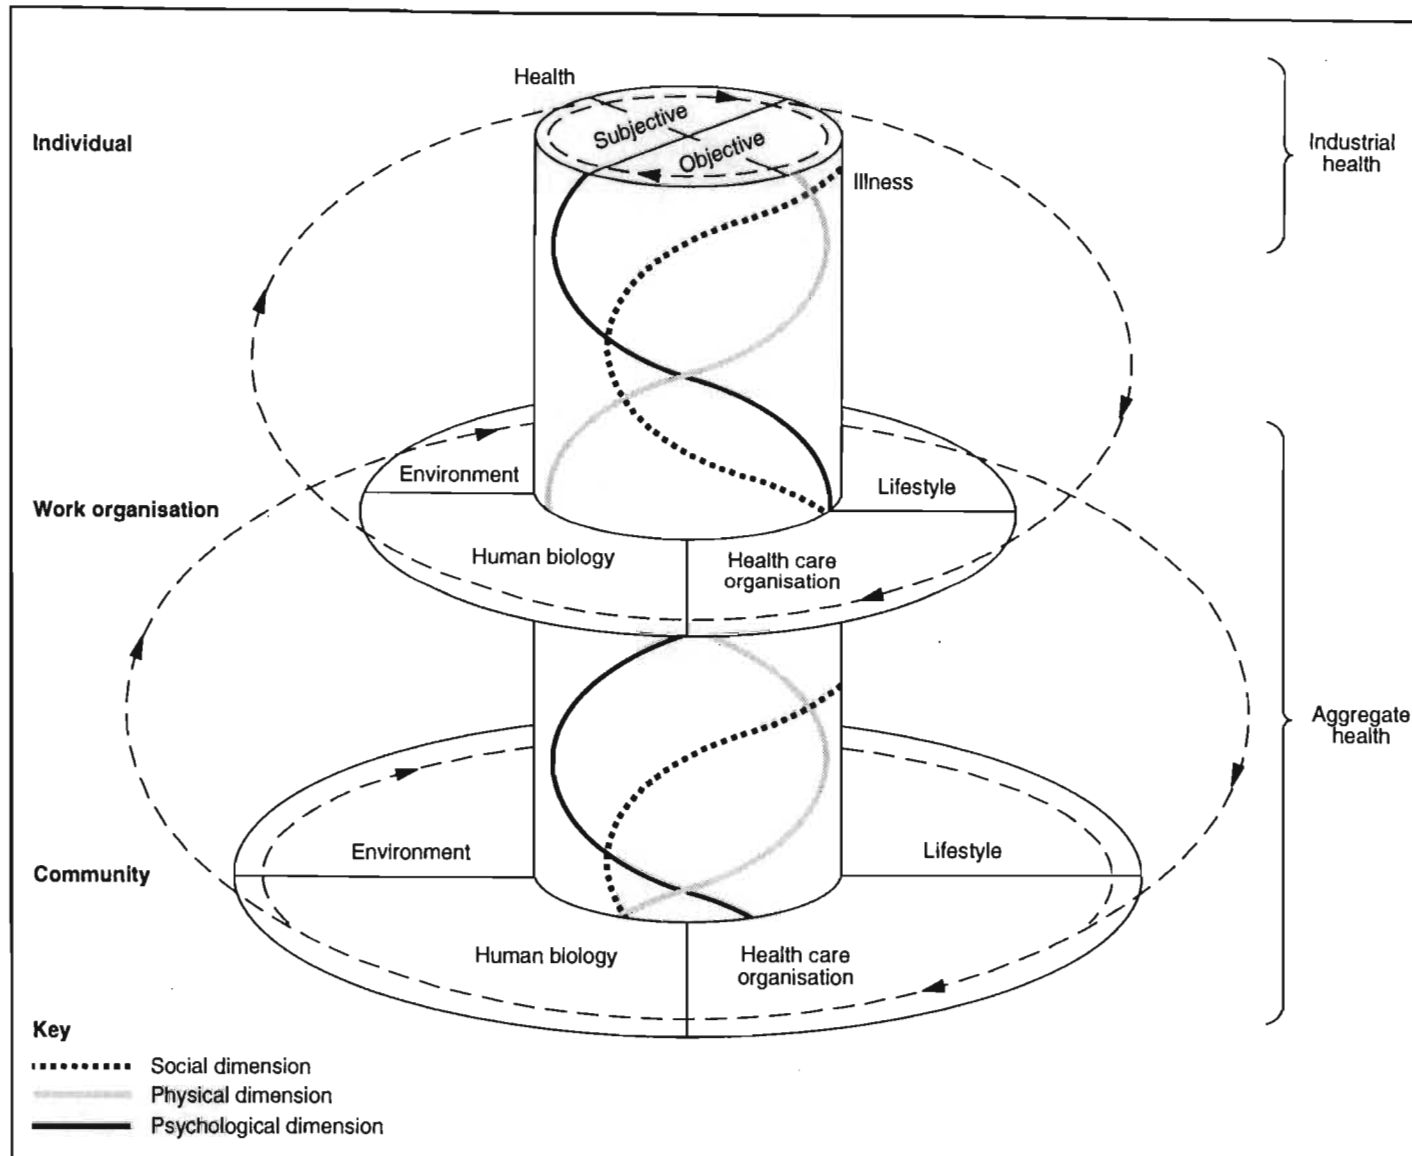 Health
Individual
Subjective
Objective
Illness
Industrial
health
Environment
Lifestyle
Work organisation
Human biology
Health care
organisation
Aggregate
health
Environment
Lifestyle
Community
Human biology
Health care
organisation
Key
Social dimension
Physical dimension
Psychological dimension